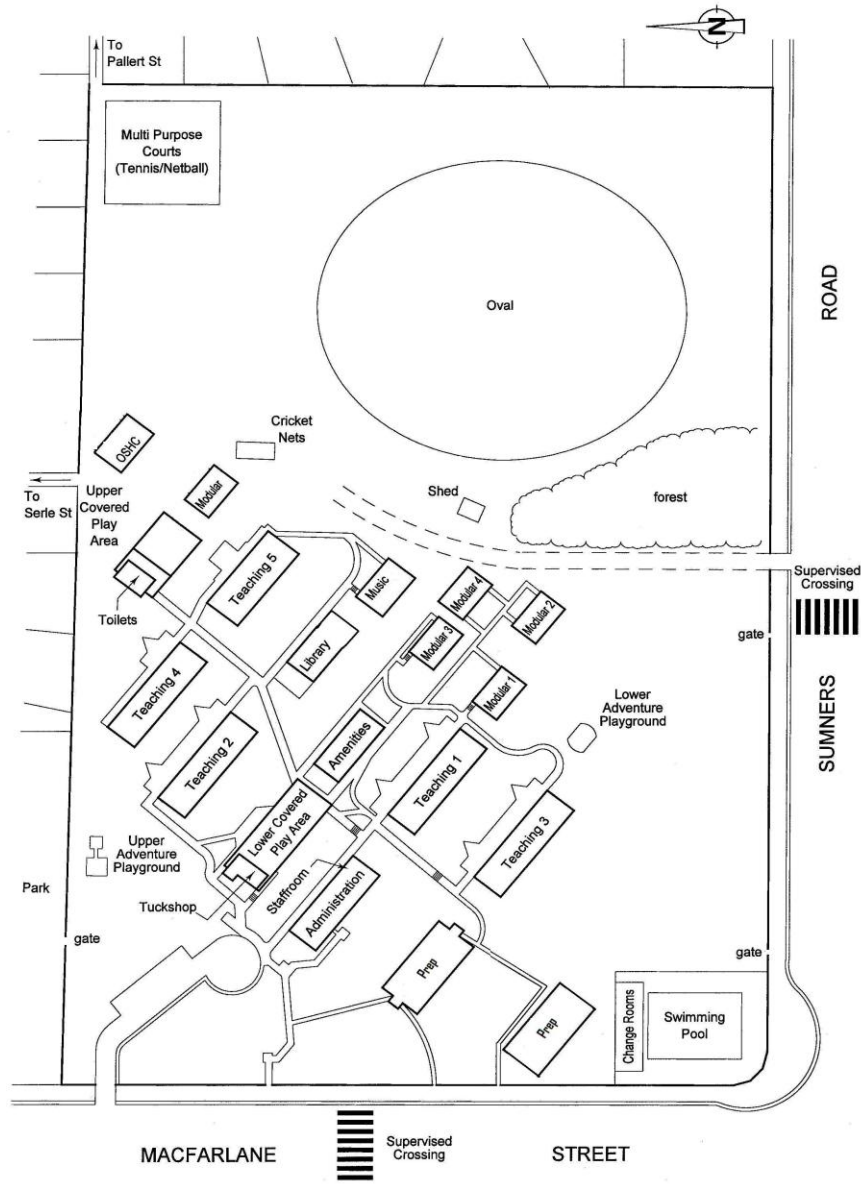 N
To
Pallert St
Multi Purpose
Courts
(Tennis/Netball)
Oval
ROAD
Cricket
Nets
OSHC
Modular
To
Serle St
Upper
Covered
Play
Area
Shed
forest
Supervised
Crossing
Toilets
Teaching 5
Music
Modular 4
Modular 2
gate
Library
Modular 3
Teaching 4
Modular 1
Lower
Adventure
Playground
SUMNERS
Teaching 2
Amenities
Teaching 1
Lower Covered
Play Area
Teaching 3
Upper
Adventure
Playground
Staffroom
Park
Tuckshop
Administration
gate
gate
Prep
Prep
Change Rooms
Swimming
Pool
MACFARLANE
Supervised
Crossing
STREET